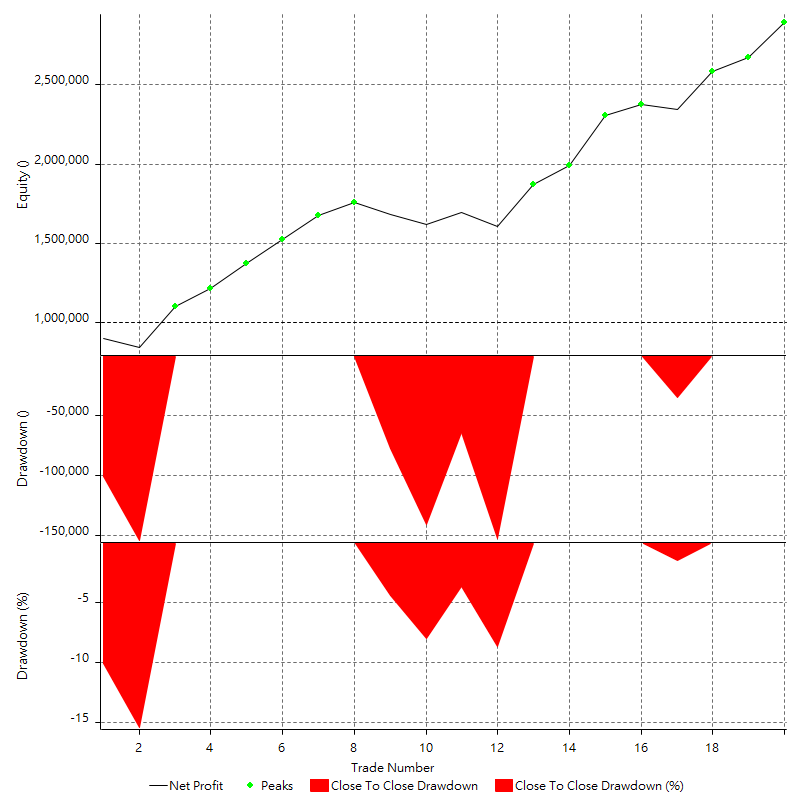 2,500,000
2,000,000
1,500,000
1,000,000
Equity ()
-50,000
-100,000
-150,000
Drawdown ()
-5
-10
-15
Drawdown (%)
2 4 6 8 10 12 14 16 18
Trade Number
Net Profit Peaks Close To Close Drawdown Close To Close Drawdown (%)